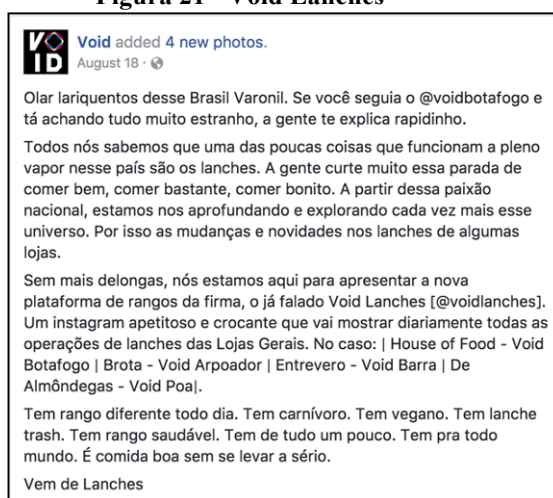 Figura 21 - Void Lanches
VOID
Void added 4 new photos.
August 18 ·
Olar lariquentos desse Brasil Varonil. Se você seguia o @voidbotafogo e
tá achando tudo muito estranho, a gente te explica rapidinho.
Todos nós sabemos que uma das poucas coisas que funcionam a pleno
vapor nesse país são os lanches. A gente curte muito essa parada de
comer bem, comer bastante, comer bonito. A partir dessa paixão
nacional, estamos nos aprofundando e explorando cada vez mais esse
universo. Por isso as mudanças e novidades nos lanches de algumas
lojas.
Sem mais delongas, nós estamos aqui para apresentar a nova
plataforma de rangos da firma, o já falado Void Lanches [@voidlanches].
Um instagram apetitoso e crocante que vai mostrar diariamente todas as
operações de lanches das Lojas Gerais. No caso: | House of Food - Void
Botafogo | Brota - Void Arpoador | Entrevero - Void Barra | De
Almôndegas - Void Poa|.
Tem rango diferente todo dia. Tem carnívoro. Tem vegano. Tem lanche
trash. Tem rango saudável. Tem de tudo um pouco. Tem pra todo
mundo. É comida boa sem se levar a sério.
Vem de Lanches